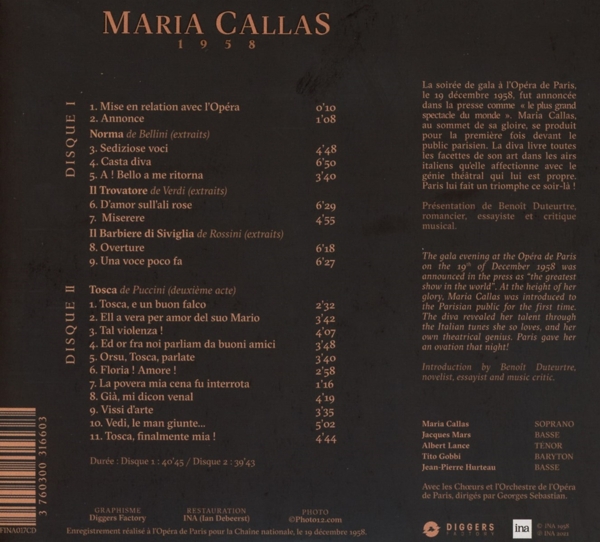 MARIA CALLAS
1958
DISQUE I
1. Mise en relation avec l'Opéra 0'10
2. Annonce 1'08
Norma de Bellini (extraits)
3. Sediziose voci 4'48
4. Casta diva 6'50
5. A ! Bello a me ritorna 3'40
Il Trovatore de Verdi (extraits)
6. D'amor sull'ali rose 6'29
7. Miserere 4'55
Il Barbiere di Siviglia de Rossini (extraits)
8. Overture 6'18
9. Una voce poco fa 6'27
DISQUE II
Tosca de Puccini (deuxième acte)
1. Tosca, e un buon falco 2'32
2. Ell a vera per amor del suo Mario 3'42
3. Tal violenza ! 4'07
4. Ed or fra noi parliam da buoni amici 3'48
5. Orsu, Tosca, parlate 3'40
6. Floria ! Amore ! 2'58
7. La povera mia cena fu interrota 1'16
8. Già, mi dicon venal 4'19
9. Vissi d'arte 3'35
10. Vedi, le man giunte... 5'02
11. Tosca, finalmente mia ! 4'44
Durée : Disque 1 : 40'45 / Disque 2 : 39'43
GRAPHISME
Diggers Factory
RESTAURATION
INA (Ian Debeerst)
PHOTO
©Photo12.com
Enregistrement réalisé à l'Opéra de Paris pour la Chaîne nationale, le 19 décembre 1958.
3 760300 316603
FINA017CD
La soirée de gala à l'Opéra de Paris,
le 19 décembre 1958, fut annoncée
dans la presse comme « le plus grand
spectacle du monde ». Maria Callas,
au sommet de sa gloire, se produit
pour la première fois devant le
public parisien. La diva livre toutes
les facettes de son art dans les airs
italiens qu'elle affectionne avec le
génie théâtral qui lui est propre.
Paris lui fait un triomphe ce soir-là !
Présentation de Benoît Duteurtre,
romancier, essayiste et critique
musical.
The gala evening at the Opéra de Paris
on the 19th of December 1958 was
announced in the press as "the greatest
show in the world". At the height of her
glory, Maria Callas was introduced to
the Parisian public for the first time.
The diva revealed her talent through
the Italian tunes she so loves, and her
own theatrical genius. Paris gave her
an ovation that night!
Introduction by Benoît Duteurtre,
novelist, essayist and music critic.
Maria Callas SOPRANO
Jacques Mars BASSE
Albert Lance TENOR
Tito Gobbi BARYTON
Jean-Pierre Hurteau BASSE
Avec les Chœurs et l'Orchestre de l'Opéra
de Paris, dirigés par Georges Sebastian.
DIGGERS
FACTORY
ina
℗ INA 1958